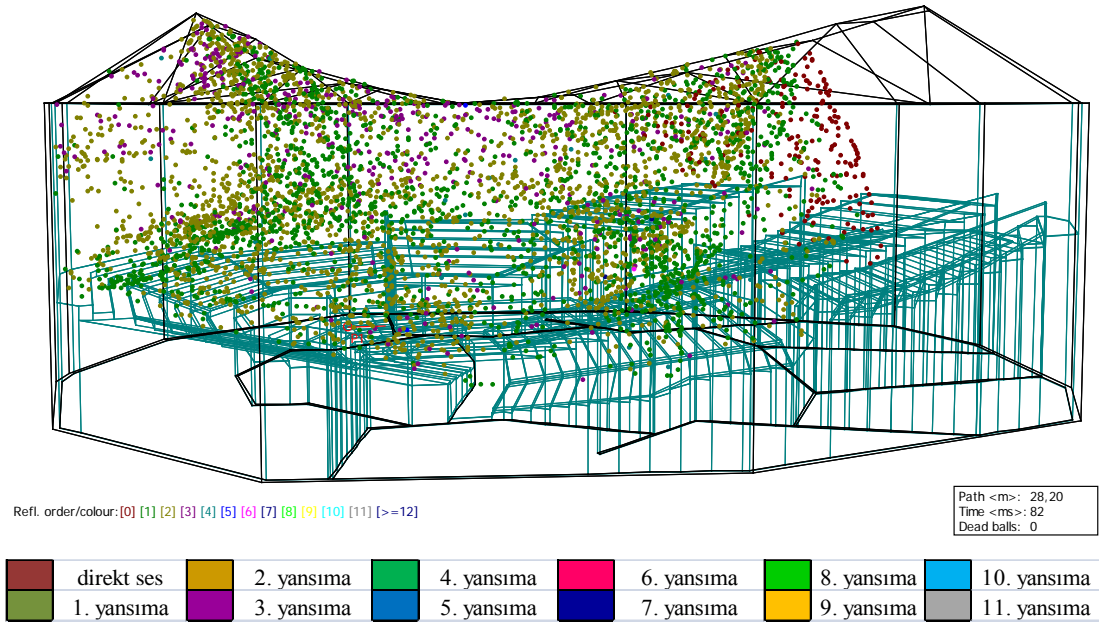 Refl. order/colour:[0] [1] [2] [3] [4] [5] [6] [7] [8] [9] [10] [11] [>=12]
Path <m>: 28,20
Time <ms>: 82
Dead balls: 0
direkt ses 2. yansıma 4. yansıma 6. yansıma 8. yansıma 10. yansıma
1. yansıma 3. yansıma 5. yansıma 7. yansıma 9. yansıma 11. yansıma